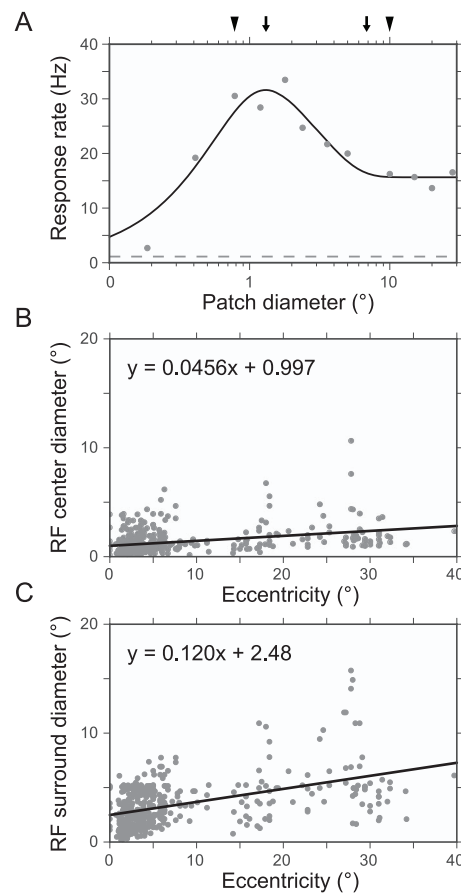 A
40
30
20
10
0
Response rate (Hz)
0 1 10
Patch diameter (°)
B
20
10
0
RF center diameter (°)
y = 0.0456x + 0.997
0 10 20 30 40
Eccentricity (°)
C
20
10
0
RF surround diameter (°)
y = 0.120x + 2.48
0 10 20 30 40
Eccentricity (°)